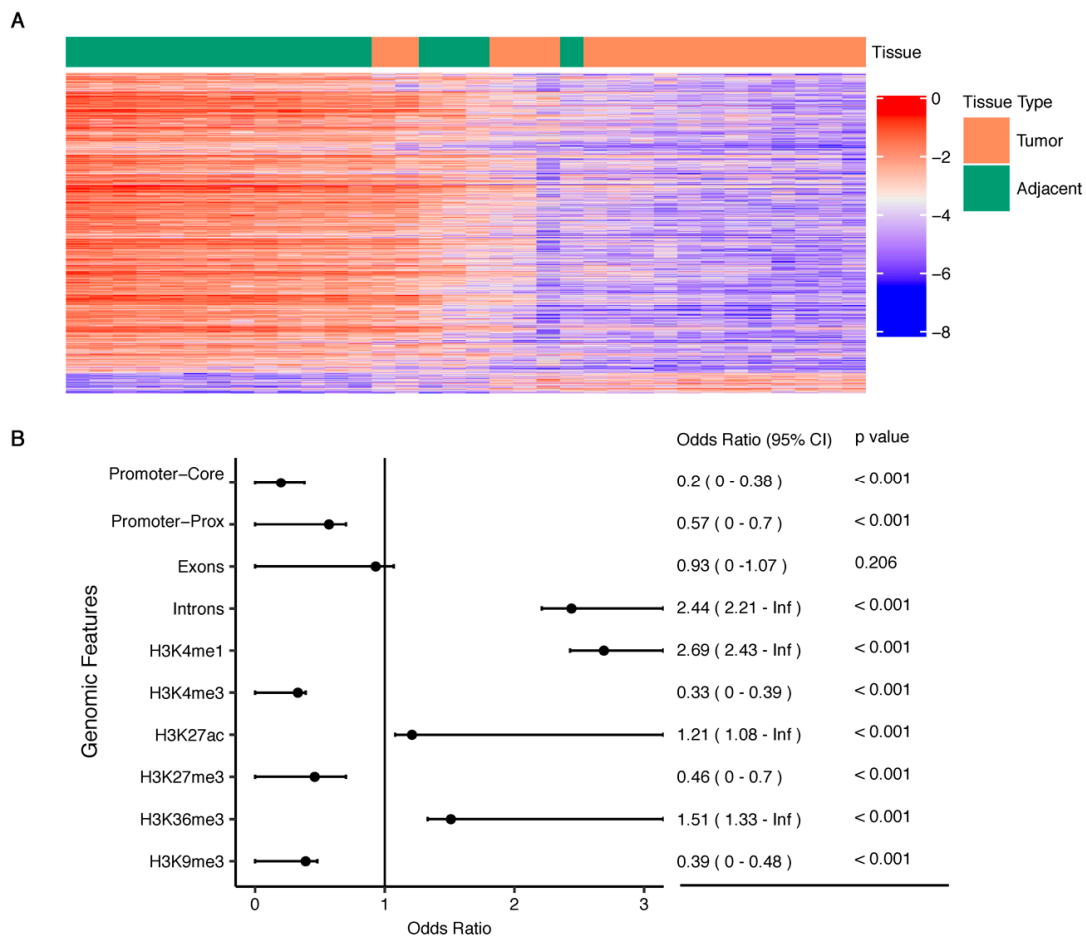 A
Tissue
0
−2
−4
−6
−8
Tissue Type
Tumor
Adjacent
B
Odds Ratio (95% CI) p value
Promoter−Core 0.2 ( 0 - 0.38 ) < 0.001
Promoter−Prox 0.57 ( 0 - 0.7 ) < 0.001
Exons 0.93 ( 0 -1.07 ) 0.206
Introns 2.44 ( 2.21 - Inf ) < 0.001
H3K4me1 2.69 ( 2.43 - Inf ) < 0.001
H3K4me3 0.33 ( 0 - 0.39 ) < 0.001
H3K27ac 1.21 ( 1.08 - Inf ) < 0.001
H3K27me3 0.46 ( 0 - 0.7 ) < 0.001
H3K36me3 1.51 ( 1.33 - Inf ) < 0.001
H3K9me3 0.39 ( 0 - 0.48 ) < 0.001
Genomic Features
0 1 2 3
Odds Ratio